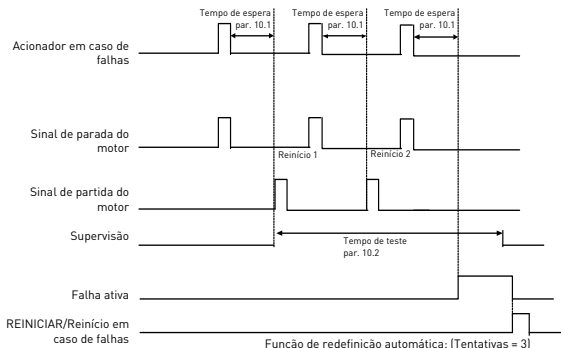 Tempo de espera
par. 10.1
Tempo de espera
par. 10.1
Tempo de espera
par. 10.1
Acionador em caso de
falhas
Sinal de parada do
motor
Reinício 1
Reinício 2
Sinal de partida do
motor
Supervisão
Tempo de teste
par. 10.2
Falha ativa
REINICIAR/Reinício em
caso de falhas
Função de redefinição automática: (Tentativas = 3)